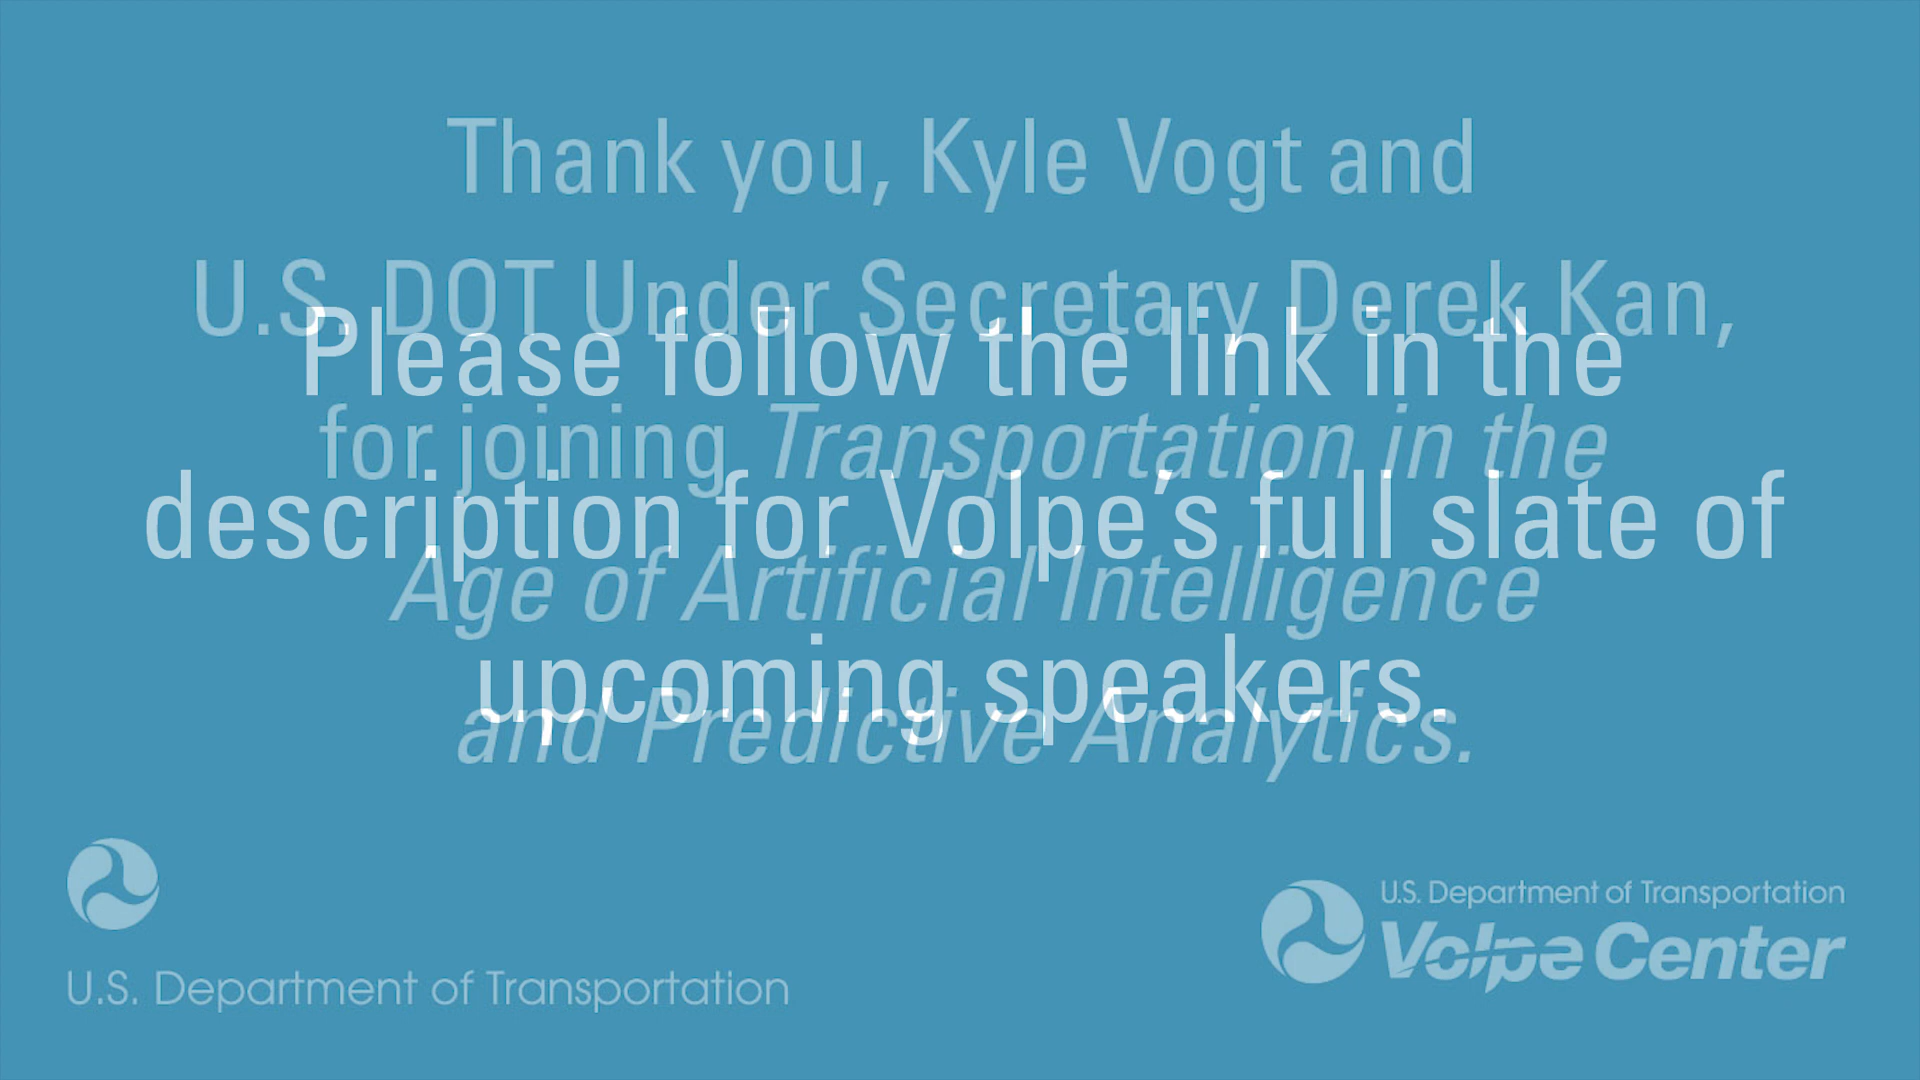 Thank you, Kyle Vogt and
U.S. DOT Under Secretary Derek Kan,
for joining Transportation in the
Age of Artificial Intelligence
and Predictive Analytics.
Please follow the link in the
description for Volpe’s full slate of
upcoming speakers.
U.S. Department of Transportation
U.S. Department of Transportation
Volpe Center